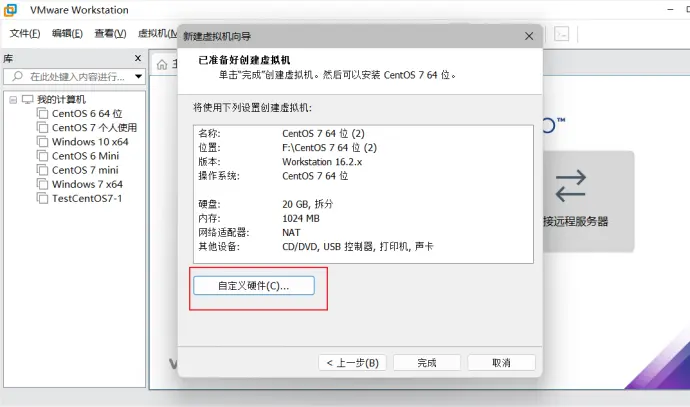 VMware Workstation
文件(F) 编辑(E) 查看(V) 虚拟机(M
库
在此处键入内容进行...
我的计算机
CentOS 6 64 位
CentOS 7 个人使用
Windows 10 x64
CentOS 6 Mini
CentOS 7 mini
Windows 7 x64
TestCentOS7-1
新建虚拟机向导
已准备好创建虚拟机
单击"完成"创建虚拟机。然后可以安装 CentOS 7 64 位。
将使用下列设置创建虚拟机:
名称: CentOS 7 64 位 (2)
位置: F:\CentOS 7 64 位 (2)
版本: Workstation 16.2.x
操作系统: CentOS 7 64 位
硬盘: 20 GB, 拆分
内存: 1024 MB
网络适配器: NAT
其他设备: CD/DVD, USB 控制器, 打印机, 声卡
自定义硬件(C)...
< 上一步(B) 完成 取消
TM
接远程服务器